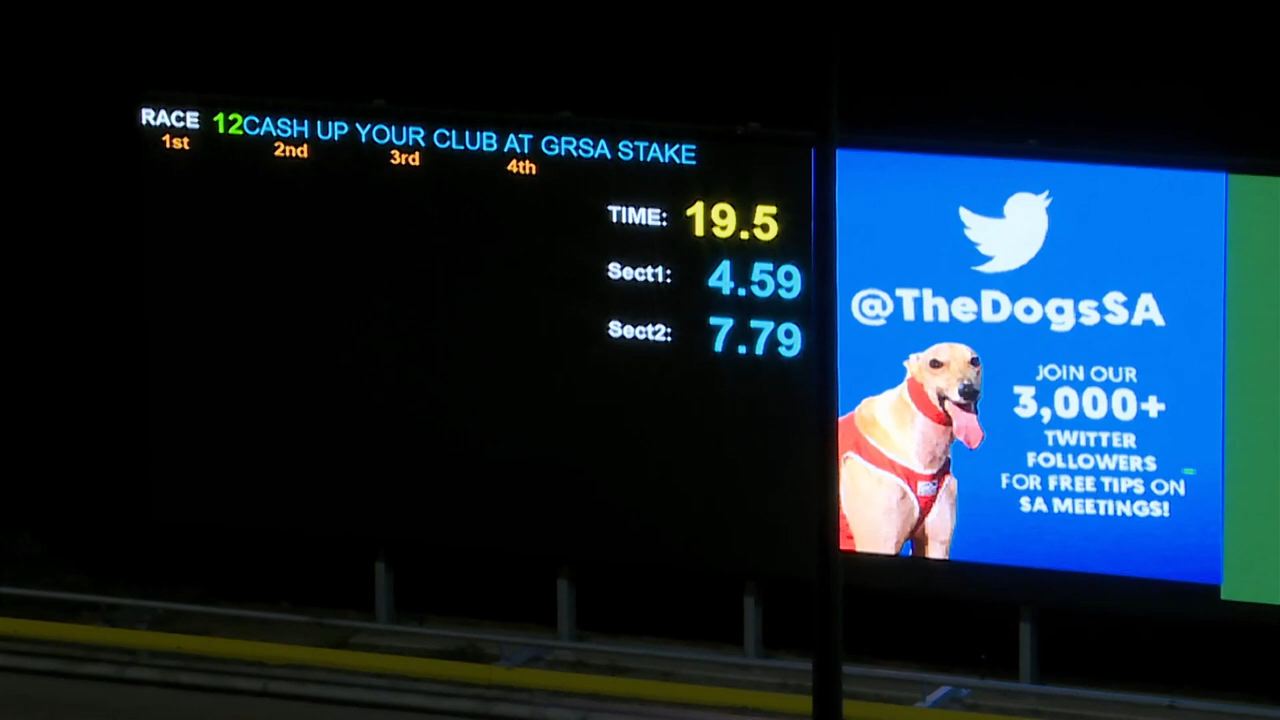 RACE 12CASH UP YOUR CLUB AT GRSA STAKE
1st 2nd 3rd 4th
TIME: 19.5
Sect1: 4.59
Sect2: 7.79
@TheDogsSA
JOIN OUR
3,000+
TWITTER
FOLLOWERS
FOR FREE TIPS ON
SA MEETINGS!